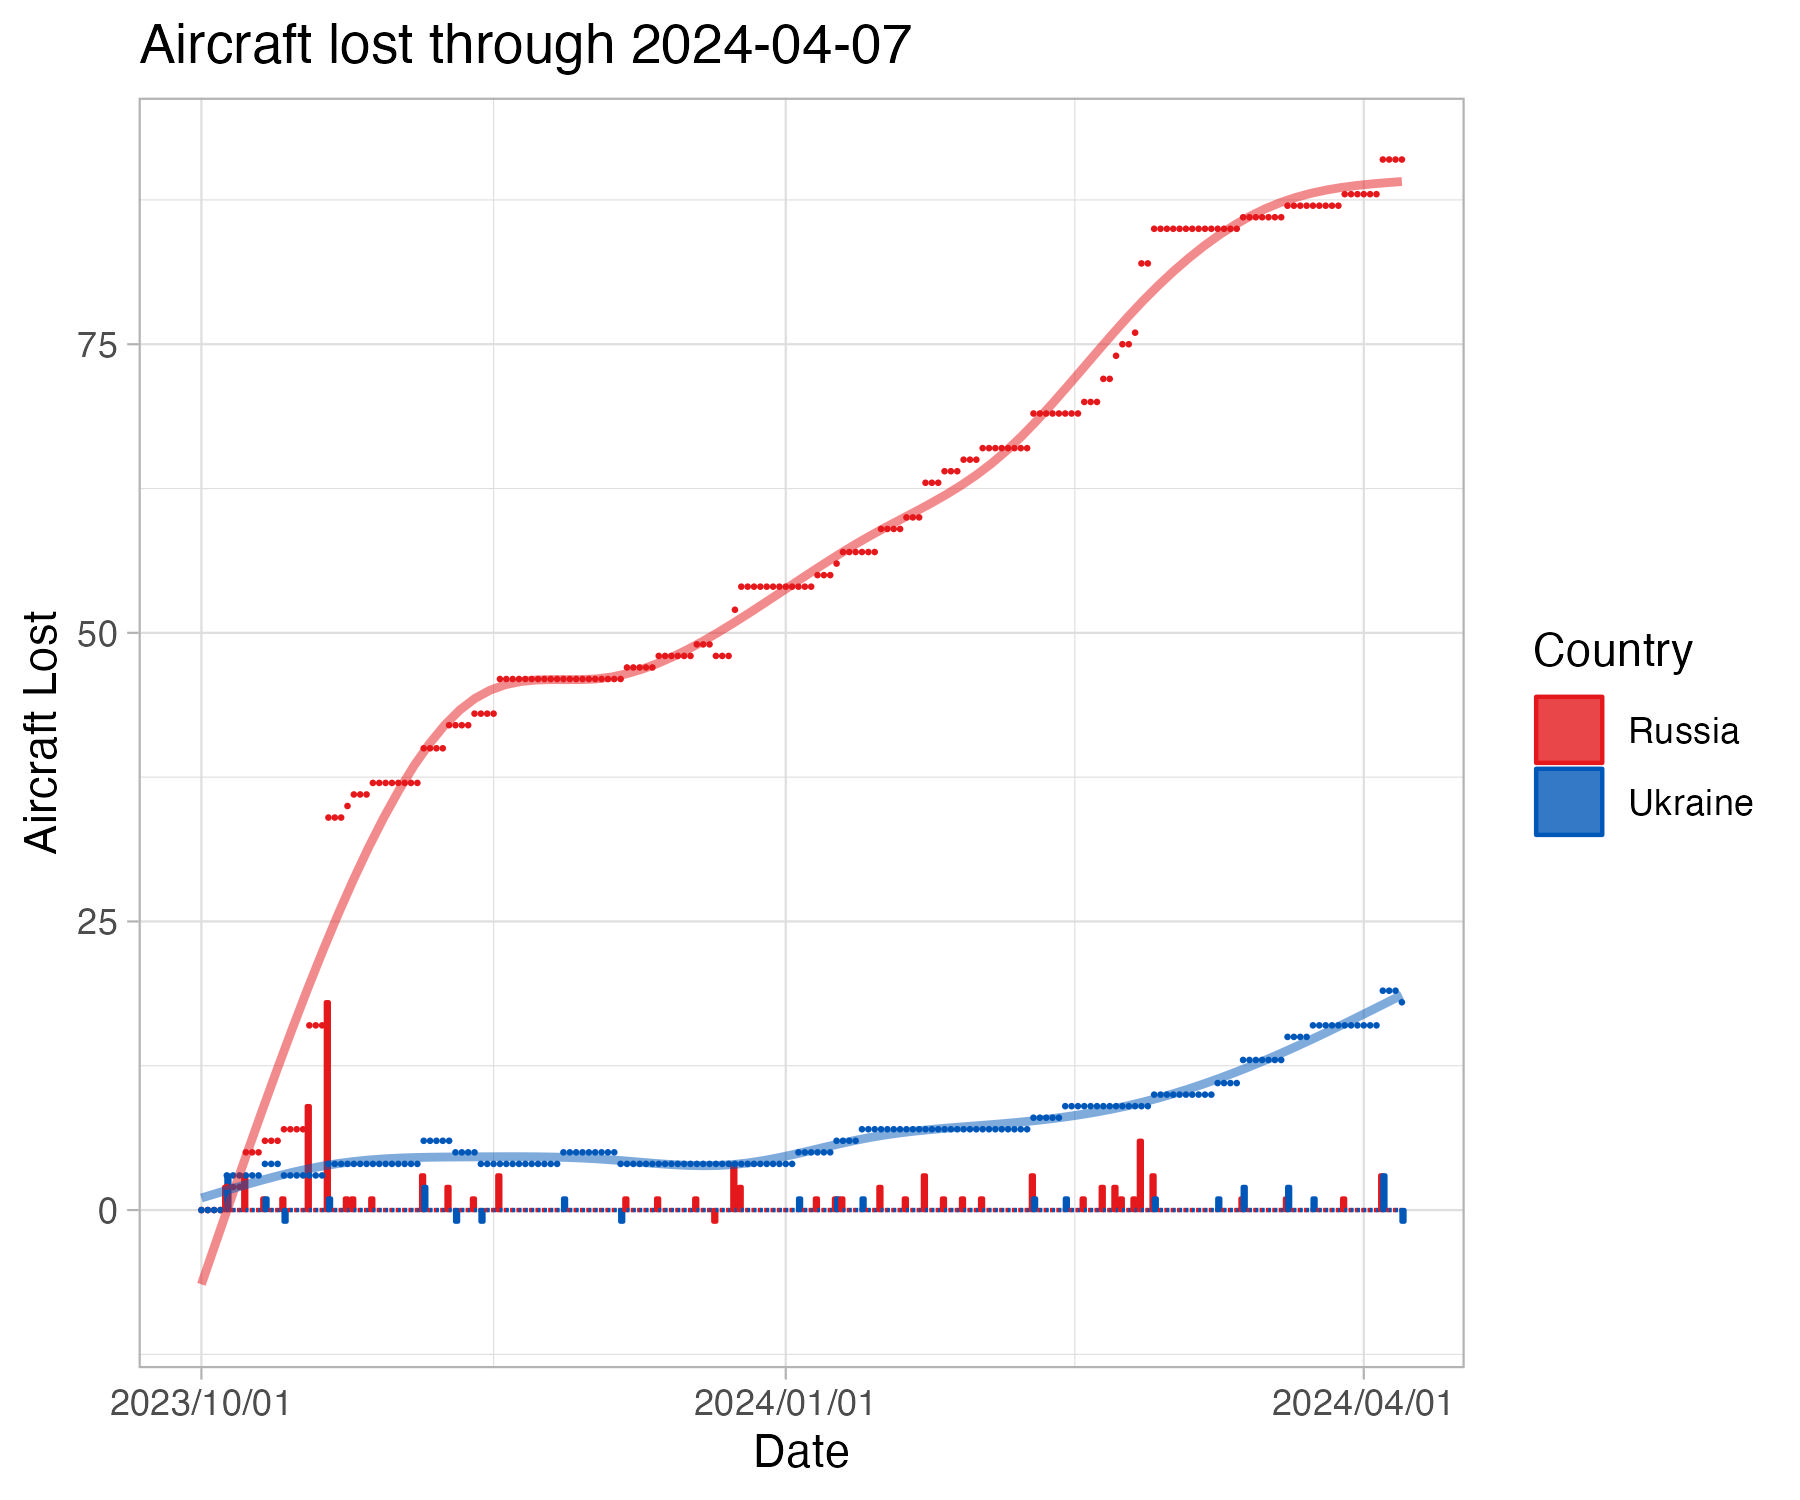 Aircraft lost through 2024-04-07
Aircraft Lost
75
50
25
0
2023/10/01
2024/01/01
2024/04/01
Date
Country
Russia
Ukraine